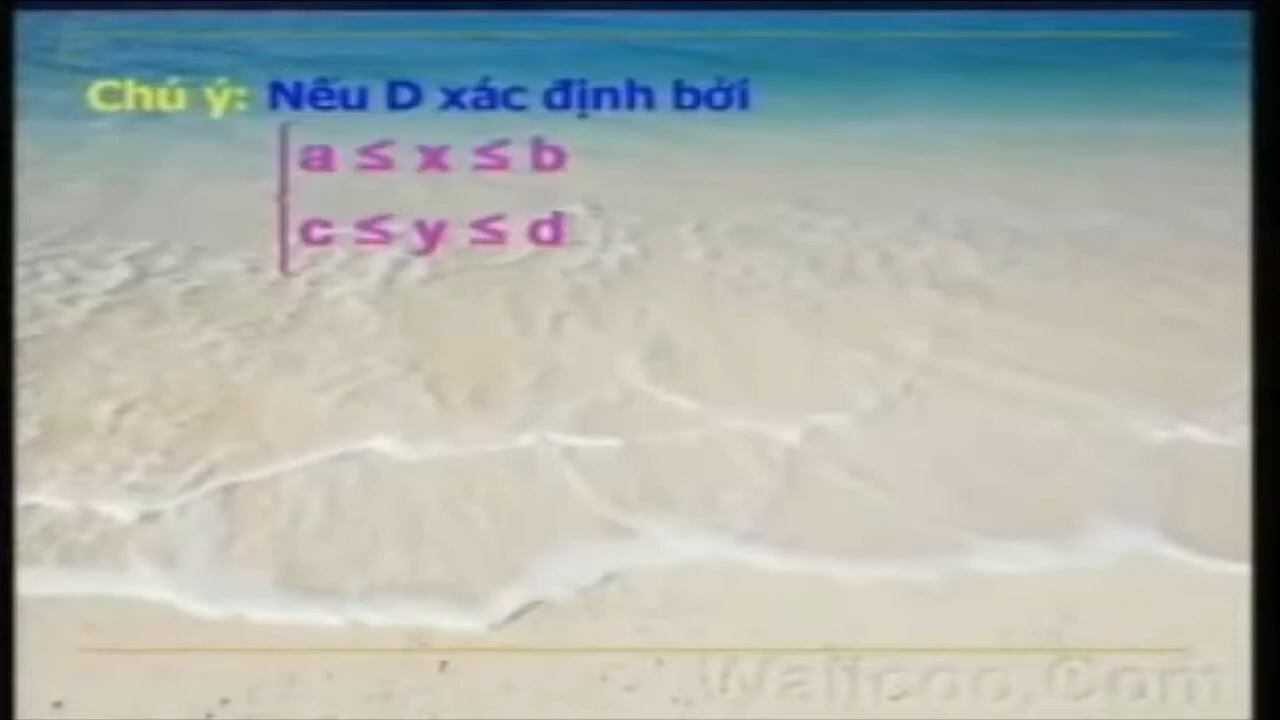 Chú ý: Nếu D xác định bởi
a ≤ x ≤ b
c ≤ y ≤ d